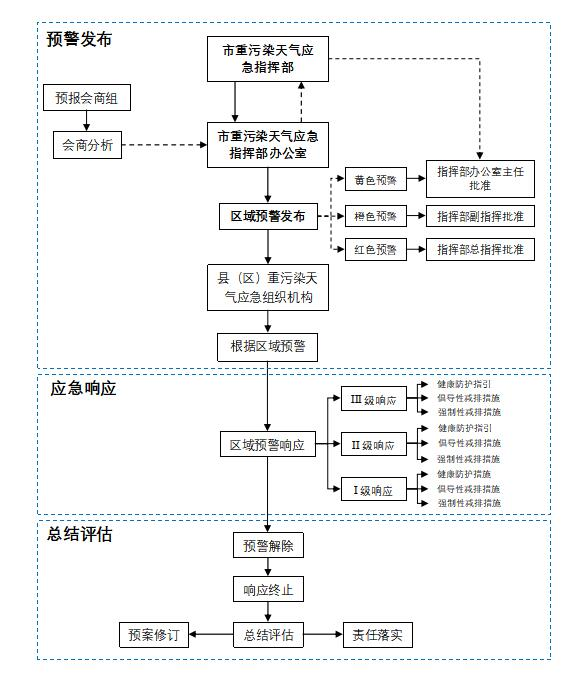 预警发布
市重污染天气应
急指挥部
预报会商组
会商分析
市重污染天气应急
指挥部办公室
黄色预警
指挥部办公室主任
批准
区域预警发布
橙色预警
指挥部副指挥批准
红色预警
指挥部总指挥批准
县（区）重污染天
气应急组织机构
根据区域预警
应急响应
区域预警响应
III级响应
健康防护指引
倡导性减排措施
强制性减排措施
II级响应
健康防护指引
倡导性减排措施
强制性减排措施
I级响应
健康防护措施
倡导性减排措施
强制性减排措施
总结评估
预警解除
响应终止
预案修订
总结评估
责任落实